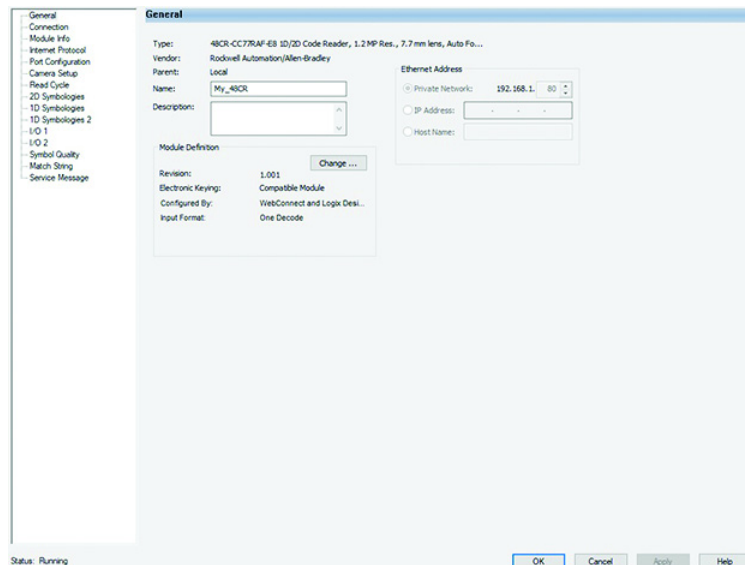 General
Connection
Module Info
Internet Protocol
Port Configuration
Camera Setup
Read Cycle
2D Symbologies
1D Symbologies
1D Symbologies 2
I/O 1
I/O 2
Symbol Quality
Match String
Service Message
General
Type: 48CR-CC77RAF-E8 1D/2D Code Reader, 1.2 MP Res., 7.7 mm lens, Auto Fo...
Vendor: Rockwell Automation/Allen-Bradley
Parent: Local
Name: My_48CR
Description:
Module Definition
Change ...
Revision: 1.001
Electronic Keying: Compatible Module
Configured By: WebConnect and Logix Desi...
Input Format: One Decode
Ethernet Address
Private Network: 192.168.1. 80
IP Address: . . .
Host Name:
Status: Running
OK Cancel Apply Help